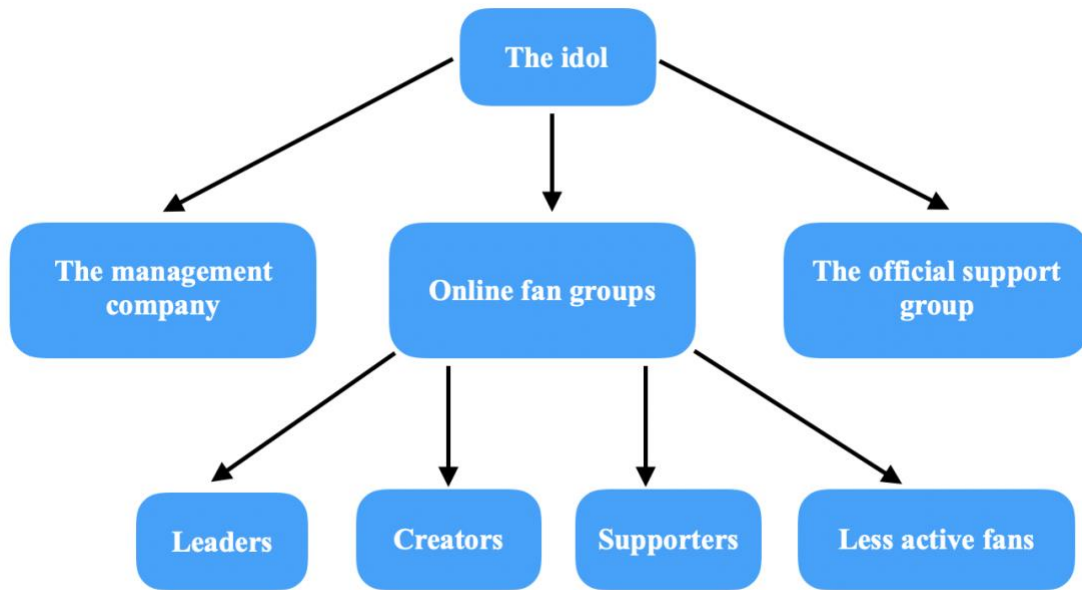 The idol
The management
company
Online fan groups
The official support
group
Leaders
Creators
Supporters
Less active fans